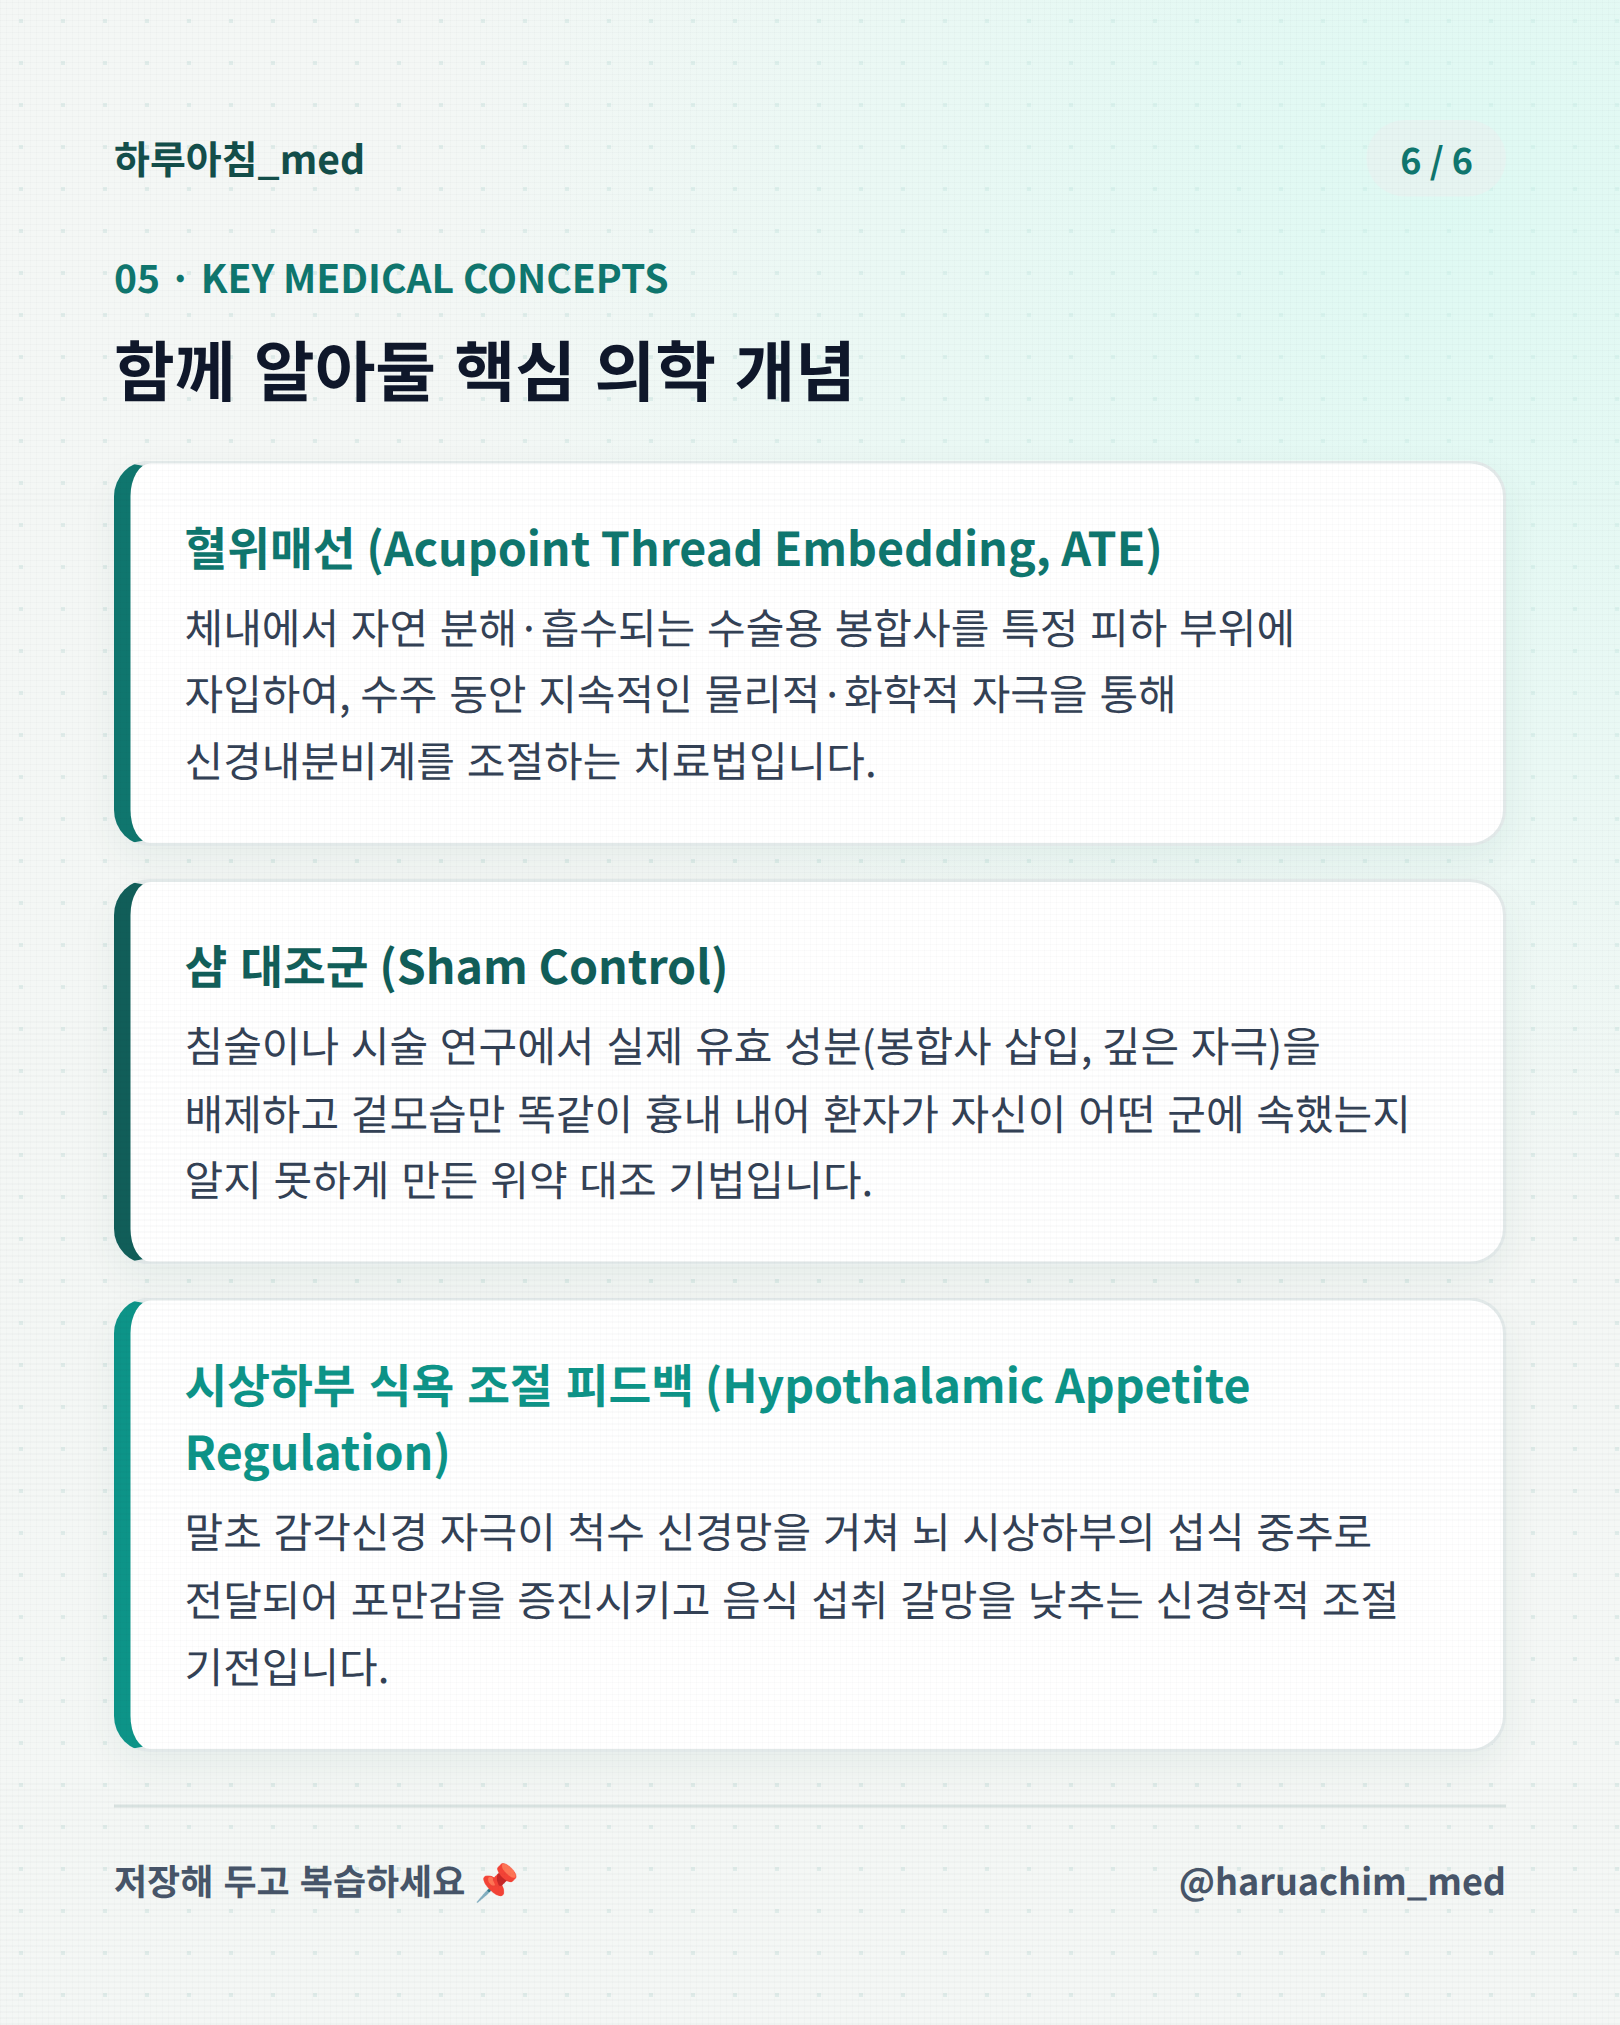 하루아침_med
6 / 6
05 · KEY MEDICAL CONCEPTS
함께 알아둘 핵심 의학 개념
혈위매선 (Acupoint Thread Embedding, ATE)
체내에서 자연 분해·흡수되는 수술용 봉합사를 특정 피하 부위에
자입하여, 수주 동안 지속적인 물리적·화학적 자극을 통해
신경내분비계를 조절하는 치료법입니다.
샴 대조군 (Sham Control)
침술이나 시술 연구에서 실제 유효 성분(봉합사 삽입, 깊은 자극)을
배제하고 겉모습만 똑같이 흉내 내어 환자가 자신이 어떤 군에 속했는지
알지 못하게 만든 위약 대조 기법입니다.
시상하부 식욕 조절 피드백 (Hypothalamic Appetite
Regulation)
말초 감각신경 자극이 척수 신경망을 거쳐 뇌 시상하부의 섭식 중추로
전달되어 포만감을 증진시키고 음식 섭취 갈망을 낮추는 신경학적 조절
기전입니다.
저장해 두고 복습하세요 📌
@haruachim_med